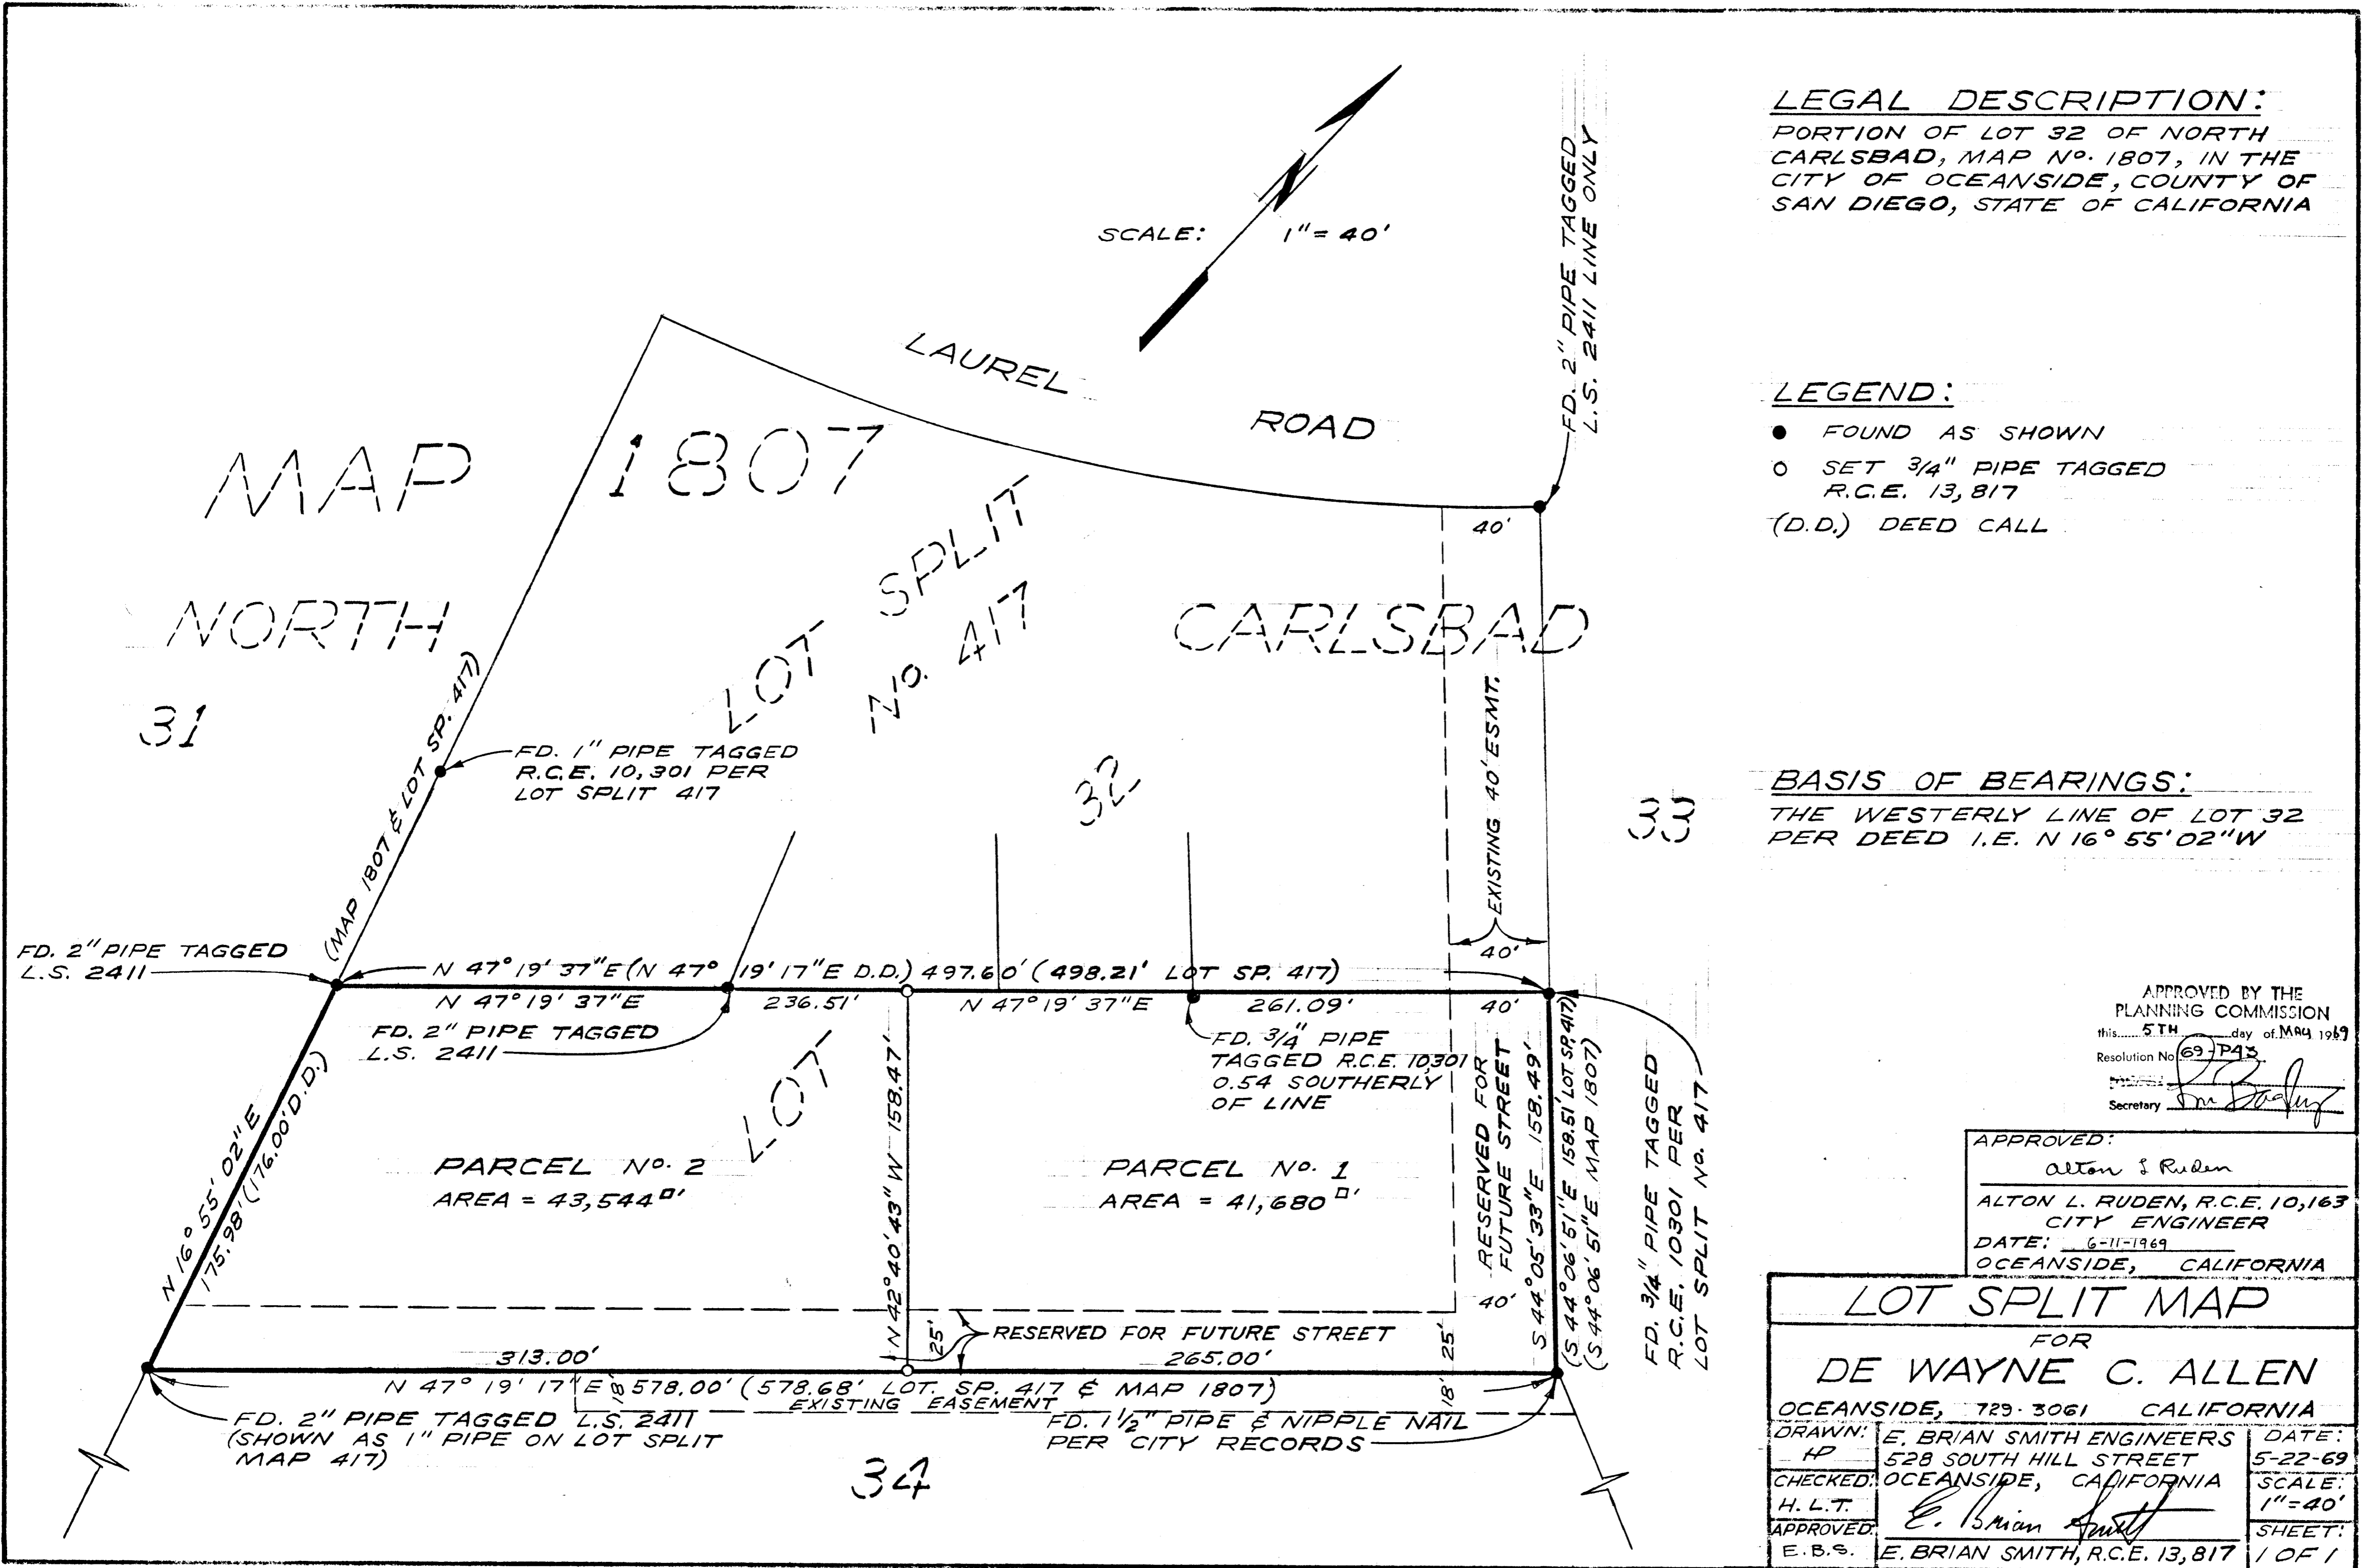 LEGAL DESCRIPTION:
PORTION OF LOT 32 OF NORTH
CARLSBAD, MAP No. 1807, IN THE
CITY OF OCEANSIDE, COUNTY OF
SAN DIEGO, STATE OF CALIFORNIA
N
SCALE: 1" = 40'
FD. 2" PIPE TAGGED
L.S. 2411 LINE ONLY
LAUREL ROAD
LEGEND:
● FOUND AS SHOWN
○ SET 3/4" PIPE TAGGED
R.C.E. 13,817
(D.D.) DEED CALL
MAP 1807
NORTH CARLSBAD
LOT SPLIT
No. 417
31
32
33
40'
EXISTING 40' ESMT.
40'
(MAP 1807 & LOT SP. 417)
FD. 1" PIPE TAGGED
R.C.E. 10,301 PER
LOT SPLIT 417
BASIS OF BEARINGS:
THE WESTERLY LINE OF LOT 32
PER DEED I.E. N 16° 55' 02" W
FD. 2" PIPE TAGGED
L.S. 2411
N 47° 19' 37" E (N 47° 19' 17" E D.D.) 497.60' (498.21' LOT SP. 417)
N 47° 19' 37" E 236.51'
N 47° 19' 37" E 261.09' 40'
FD. 2" PIPE TAGGED
L.S. 2411
FD. 3/4" PIPE
TAGGED R.C.E. 10,301
0.54 SOUTHERLY
OF LINE
LOT
N 16° 55' 02" E
175.98' (176.00' D.D.)
N 42° 40' 43" W 158.47'
RESERVED FOR
FUTURE STREET
S 44° 05' 33" E 158.49'
(S 44° 06' 51" E 158.51' LOT SP. 417)
(S 44° 06' 51" E MAP 1807)
FD. 3/4" PIPE TAGGED
R.C.E. 10301 PER
LOT SPLIT No. 417
PARCEL No. 2
AREA = 43,544 □'
PARCEL No. 1
AREA = 41,680 □'
40'
25'
RESERVED FOR FUTURE STREET
25'
313.00'
265.00'
N 47° 19' 17" E 578.00' (578.68' LOT. SP. 417 & MAP 1807)
18'
18'
EXISTING EASEMENT
FD. 2" PIPE TAGGED L.S. 2411
(SHOWN AS 1" PIPE ON LOT SPLIT
MAP 417)
FD. 1 1/2" PIPE & NIPPLE NAIL
PER CITY RECORDS
34
APPROVED BY THE
PLANNING COMMISSION
this 5TH day of MAY 1969
Resolution No 69-P43
Secretary
APPROVED:
Alton L Ruden
ALTON L. RUDEN, R.C.E. 10,163
CITY ENGINEER
DATE: 6-11-1969
OCEANSIDE, CALIFORNIA
LOT SPLIT MAP
FOR
DE WAYNE C. ALLEN
OCEANSIDE, 729-3061 CALIFORNIA
DRAWN:
HP
CHECKED:
H.L.T.
APPROVED:
E.B.S.
E. BRIAN SMITH ENGINEERS
528 SOUTH HILL STREET
OCEANSIDE, CALIFORNIA
E. Brian Smith
E. BRIAN SMITH, R.C.E. 13,817
DATE:
5-22-69
SCALE:
1"=40'
SHEET:
1 OF 1